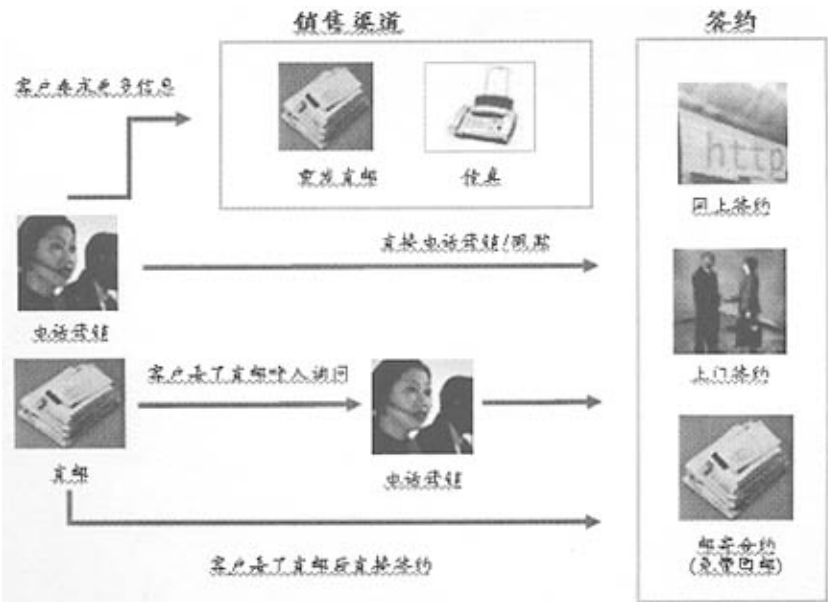 销售渠道
签约
客户要求更多信息
重发直邮
传真
http
网上签约
直接电话营销/跟踪
电话营销
上门签约
客户看了直邮呼入询问
直邮
电话营销
邮寄合约
(免费回邮)
客户看了直邮后直接签约